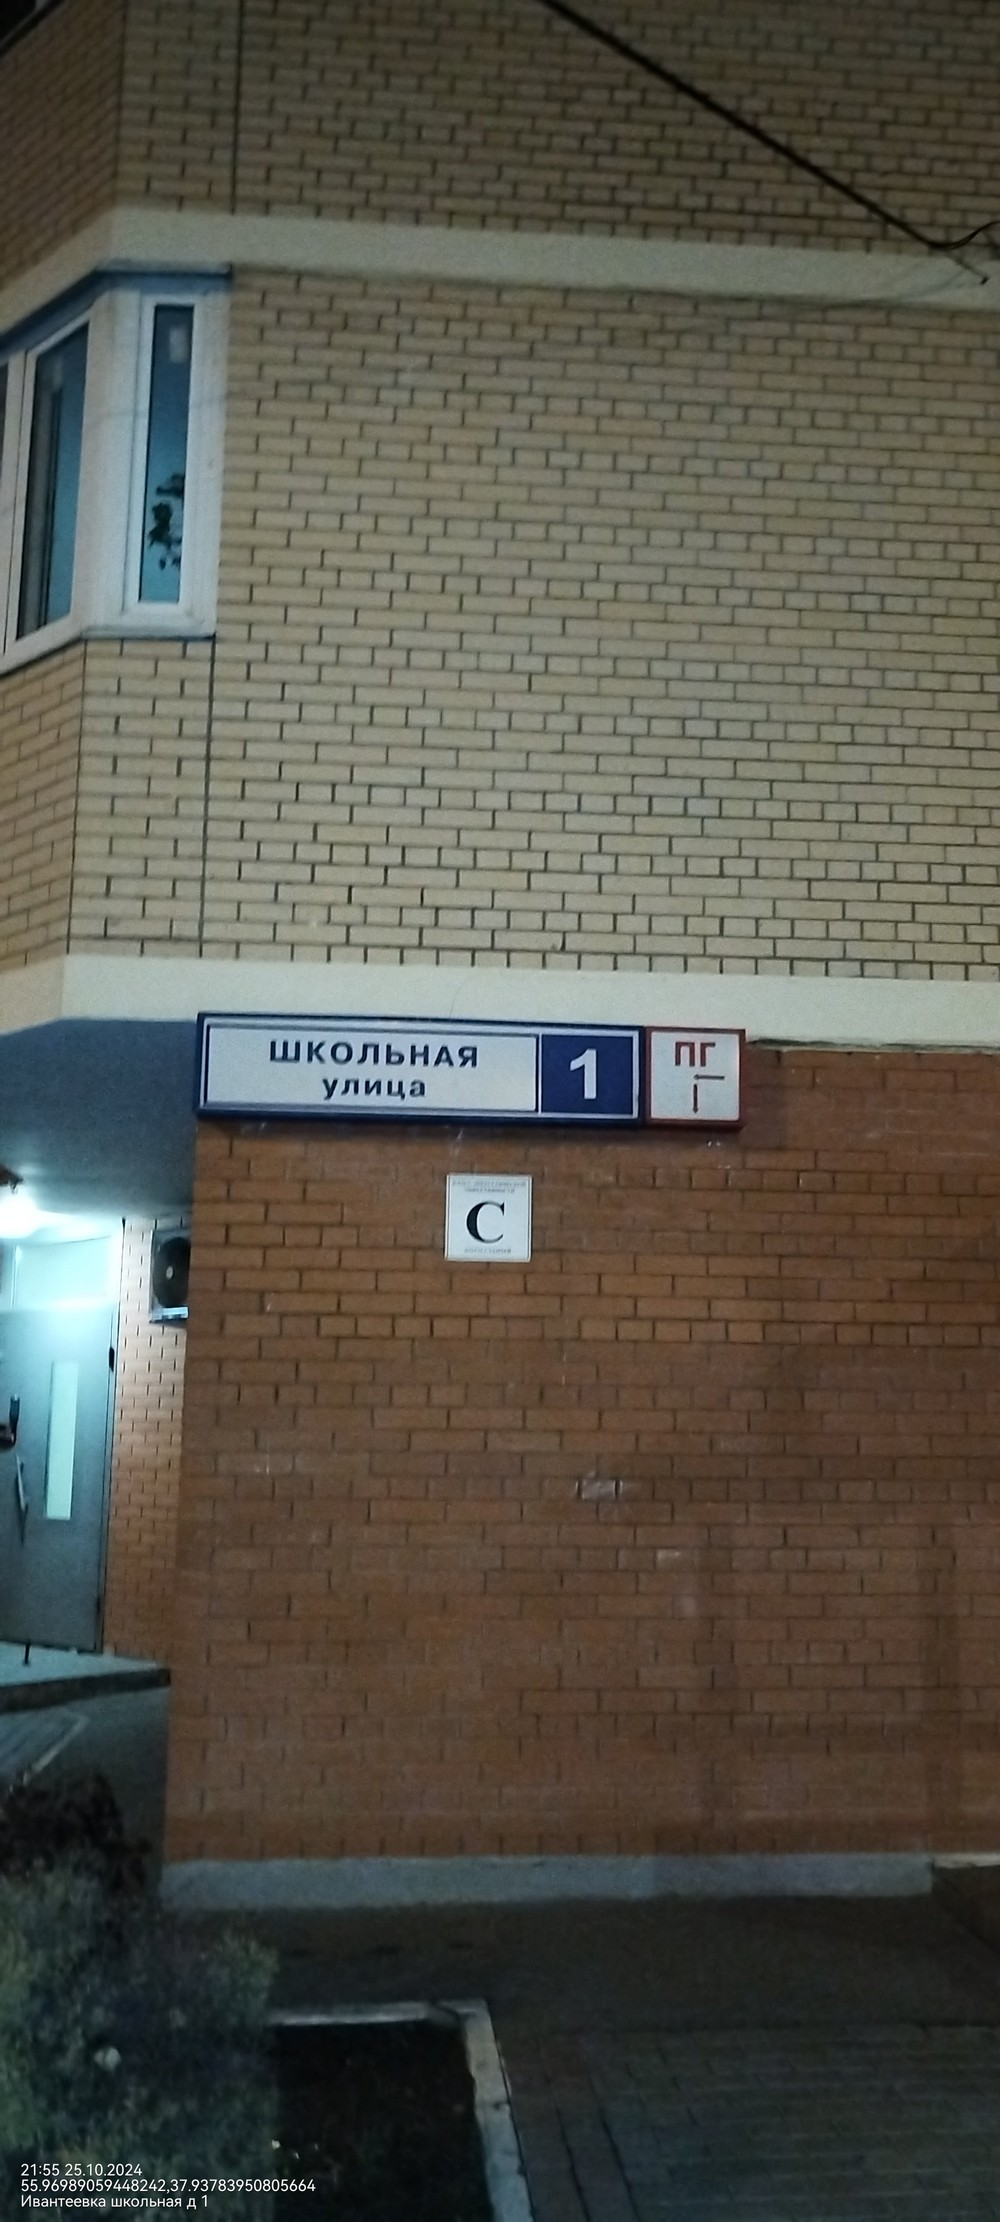 ШКОЛЬНАЯ
улица
1
ПГ
С
21:55 25.10.2024
55.96989059448242,37.93783950805664
Ивантеевка школьная д 1